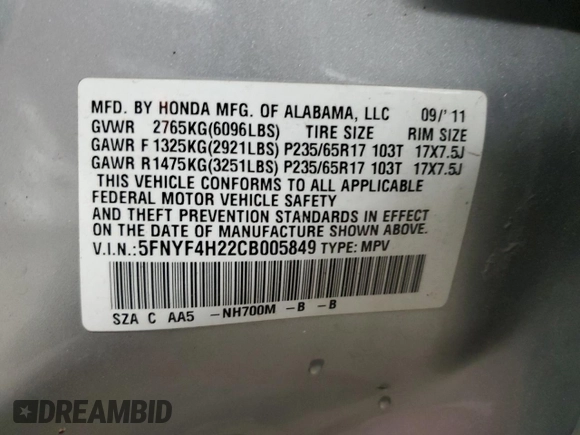 MFD. BY HONDA MFG. OF ALABAMA, LLC 09/' 11
GVWR 2765KG(6096LBS) TIRE SIZE RIM SIZE
GAWR F 1325KG(2921LBS) P235/65R17 103T 17X7.5J
GAWR R1475KG(3251LBS) P235/65R17 103T 17X7.5J
THIS VEHICLE CONFORMS TO ALL APPLICABLE
FEDERAL MOTOR VEHICLE SAFETY
AND THEFT PREVENTION STANDARDS IN EFFECT
ON THE DATE OF MANUFACTURE SHOWN ABOVE.
V.I.N.:5FNYF4H22CB005849 TYPE: MPV
SZA C AA5 -NH700M -B -B
DREAMBID